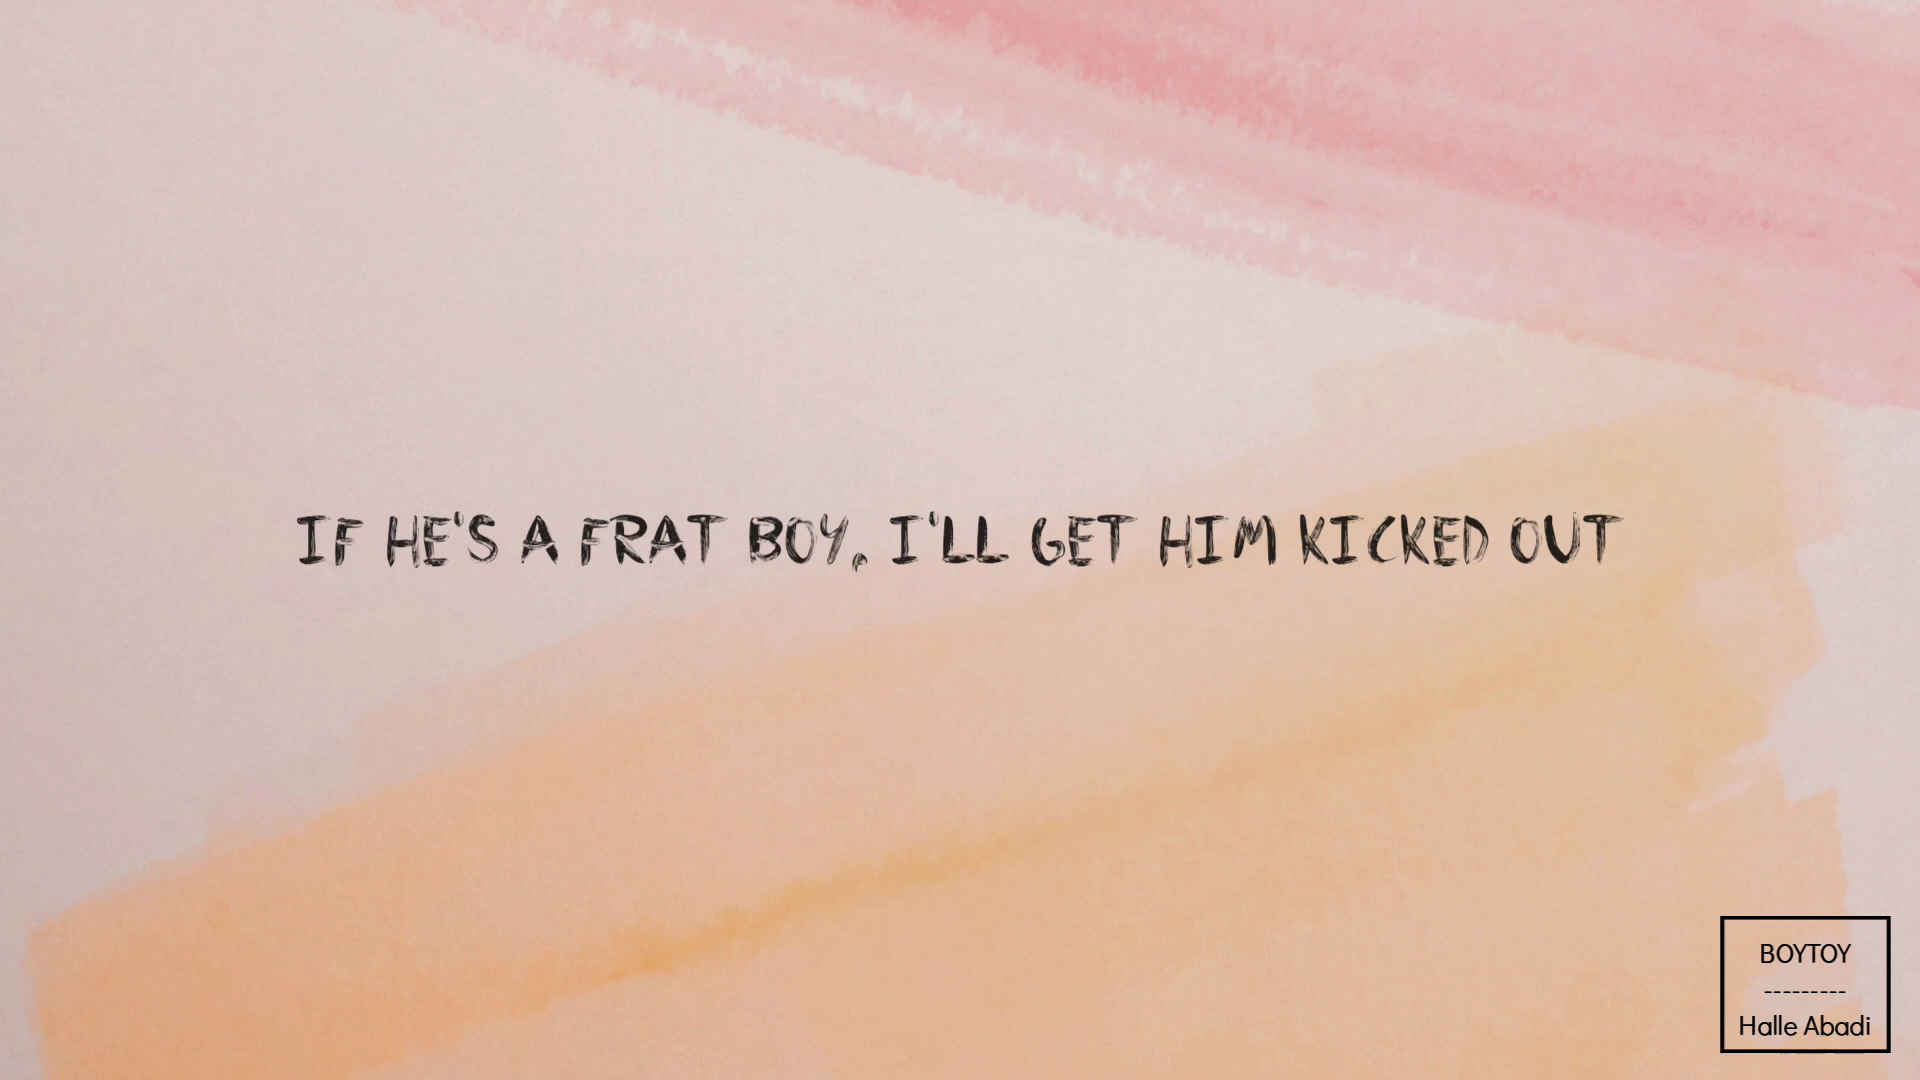 IF HE'S A FRAT BOY, I'LL GET HIM KICKED OUT
BOYTOY
---------
Halle Abadi